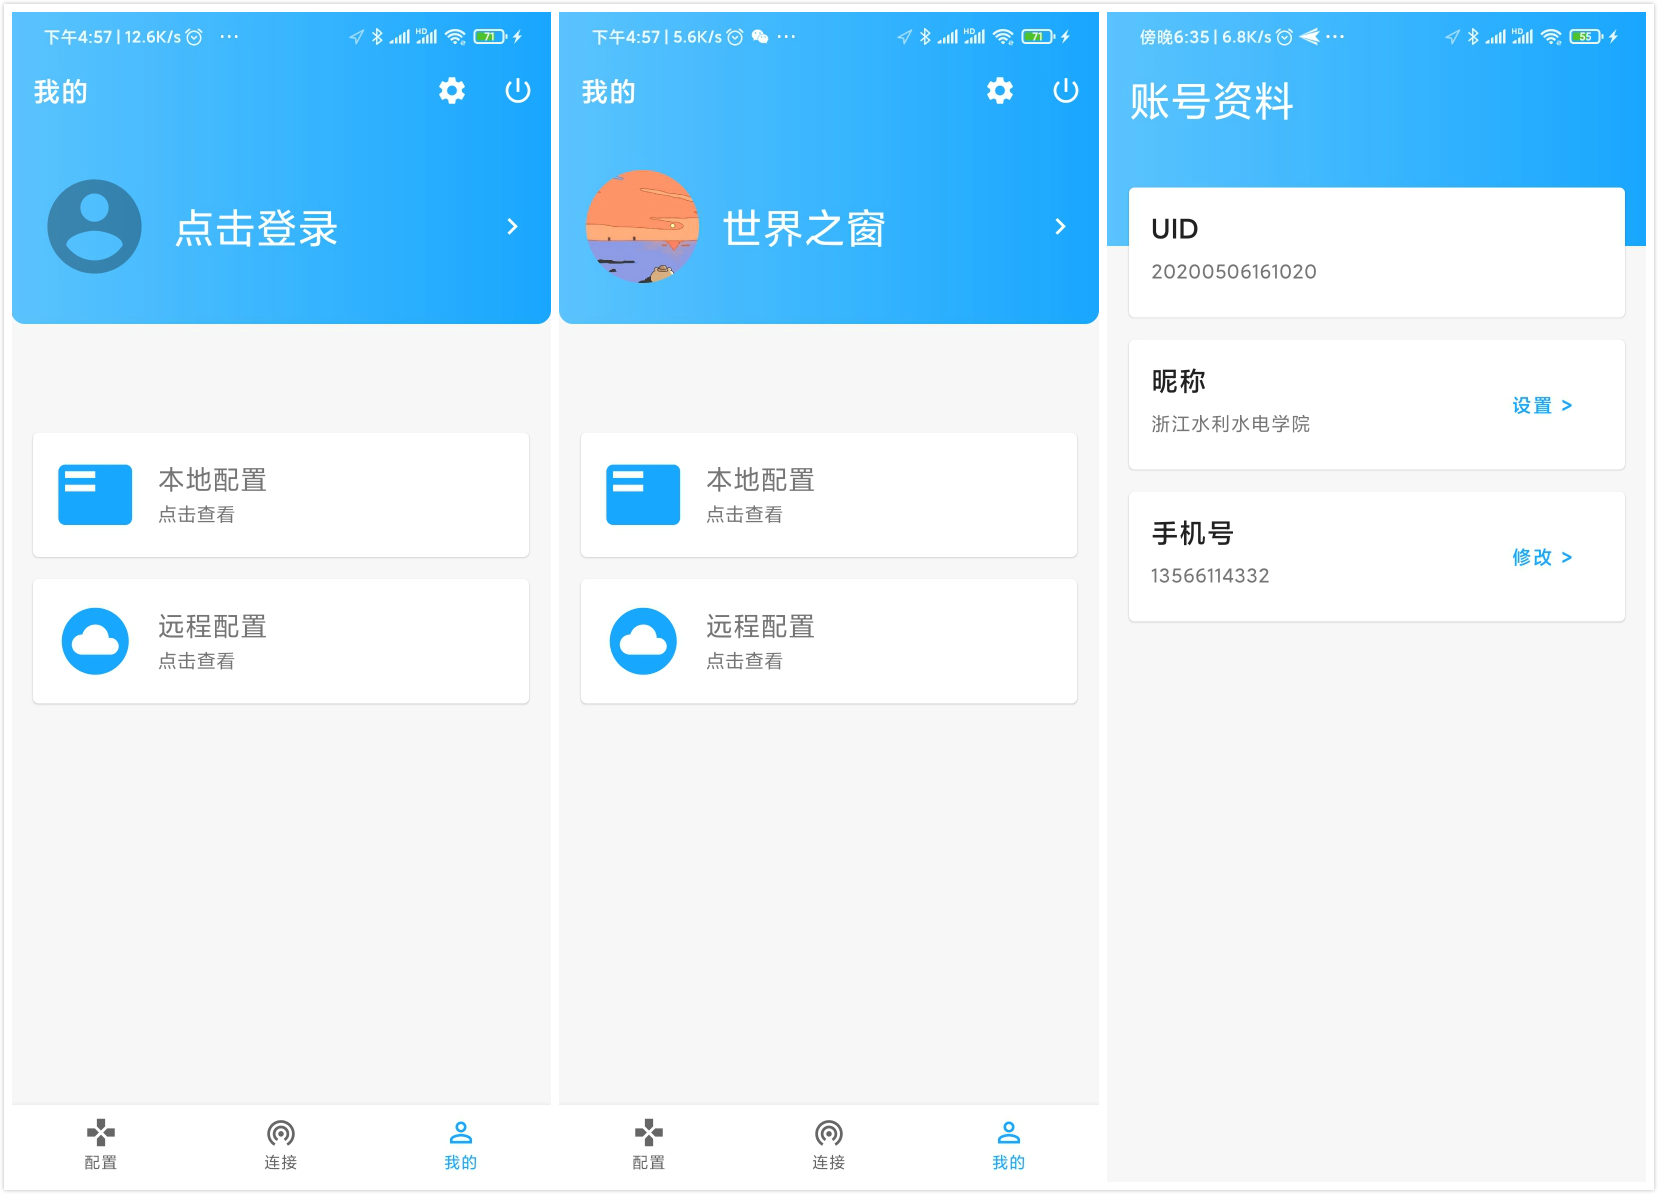 下午4:57 | 12.6K/s ···
HD 71
我的
点击登录
本地配置
点击查看
远程配置
点击查看
配置
连接
我的
下午4:57 | 5.6K/s ···
HD 71
我的
世界之窗
本地配置
点击查看
远程配置
点击查看
配置
连接
我的
傍晚6:35 | 6.8K/s ···
HD 55
账号资料
UID
20200506161020
昵称
浙江水利水电学院
设置 >
手机号
13566114332
修改 >